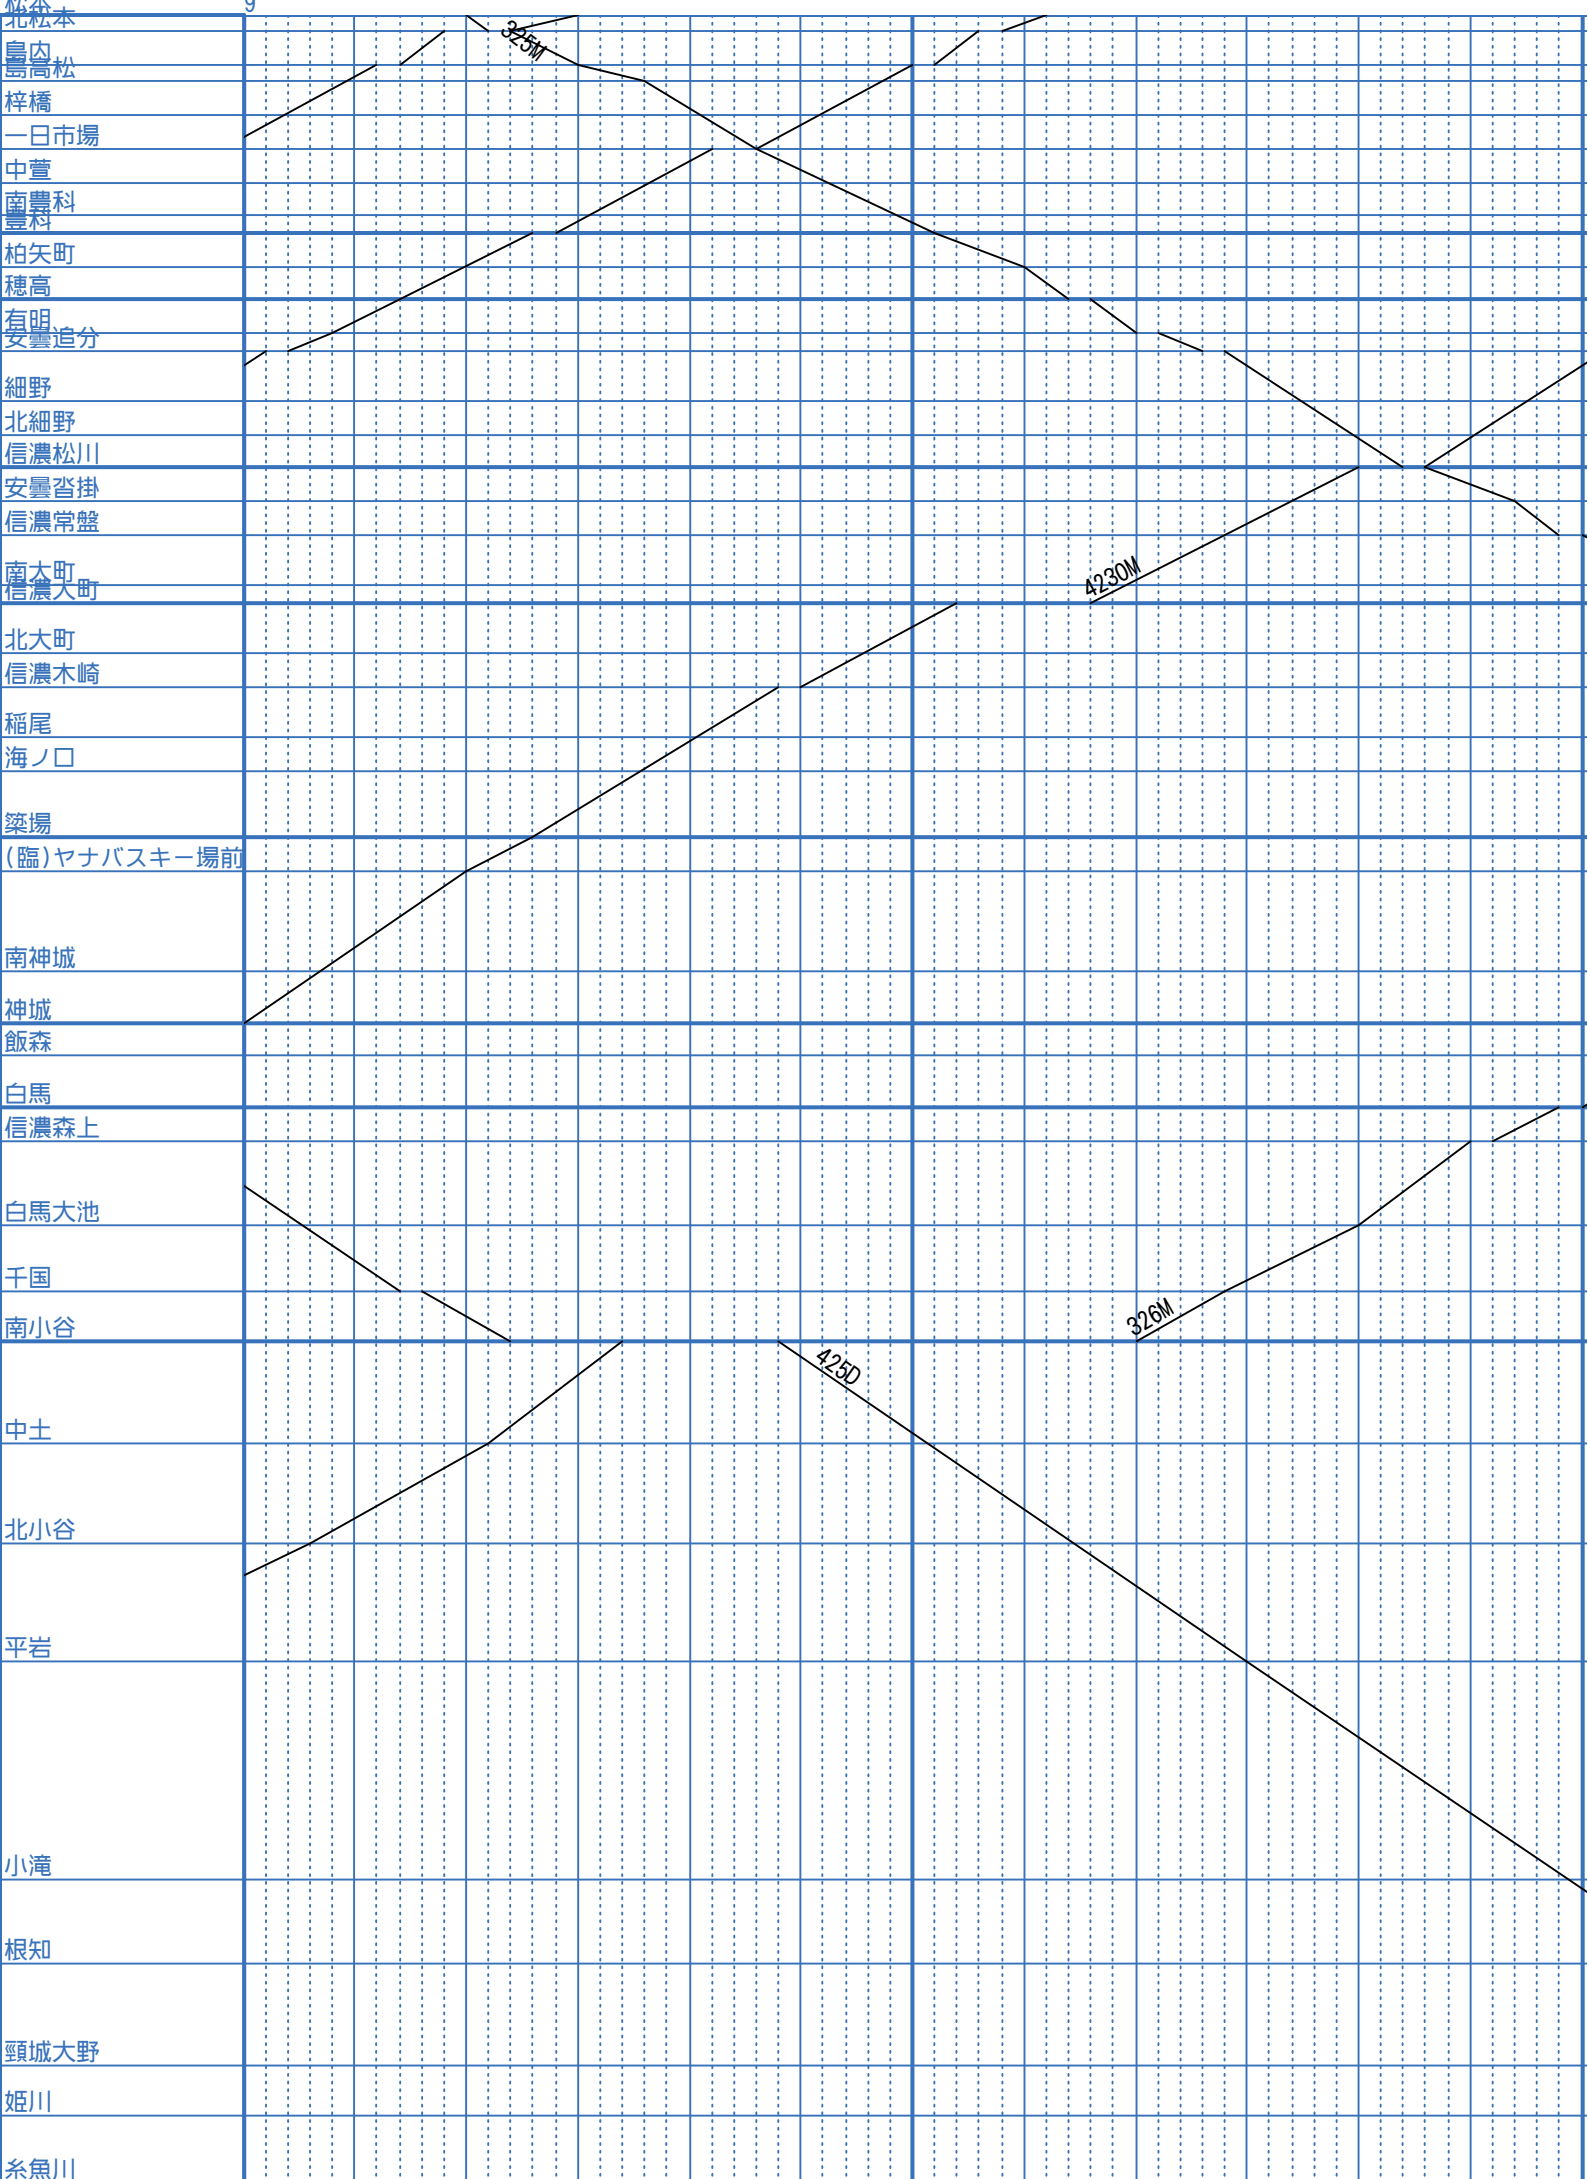 松本
9
北松本
325M
島内
島高松
梓橋
一日市場
中萱
南豊科
豊科
柏矢町
穂高
有明
安曇追分
細野
北細野
信濃松川
安曇沓掛
信濃常盤
4230M
南大町
信濃大町
北大町
信濃木崎
稲尾
海ノ口
簗場
(臨)ヤナバスキー場前
南神城
神城
飯森
白馬
信濃森上
白馬大池
千国
326M
南小谷
425D
中土
北小谷
平岩
小滝
根知
頸城大野
姫川
糸魚川